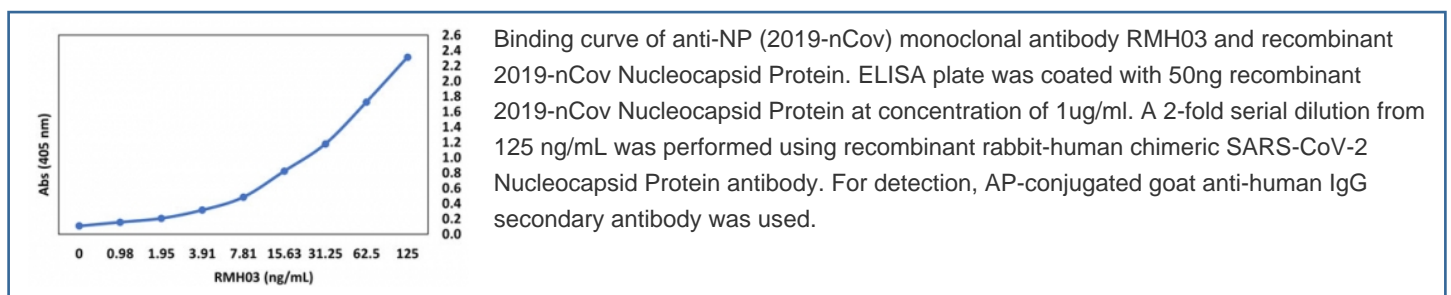 2.6
2.4
2.2
2.0
1.8
1.6
1.4
1.2
1.0
0.8
0.6
0.4
0.2
0.0
Abs (405 nm)
0 0.98 1.95 3.91 7.81 15.63 31.25 62.5 125
RMH03 (ng/mL)
Binding curve of anti-NP (2019-nCov) monoclonal antibody RMH03 and recombinant
2019-nCov Nucleocapsid Protein. ELISA plate was coated with 50ng recombinant
2019-nCov Nucleocapsid Protein at concentration of 1ug/ml. A 2-fold serial dilution from
125 ng/mL was performed using recombinant rabbit-human chimeric SARS-CoV-2
Nucleocapsid Protein antibody. For detection, AP-conjugated goat anti-human IgG
secondary antibody was used.